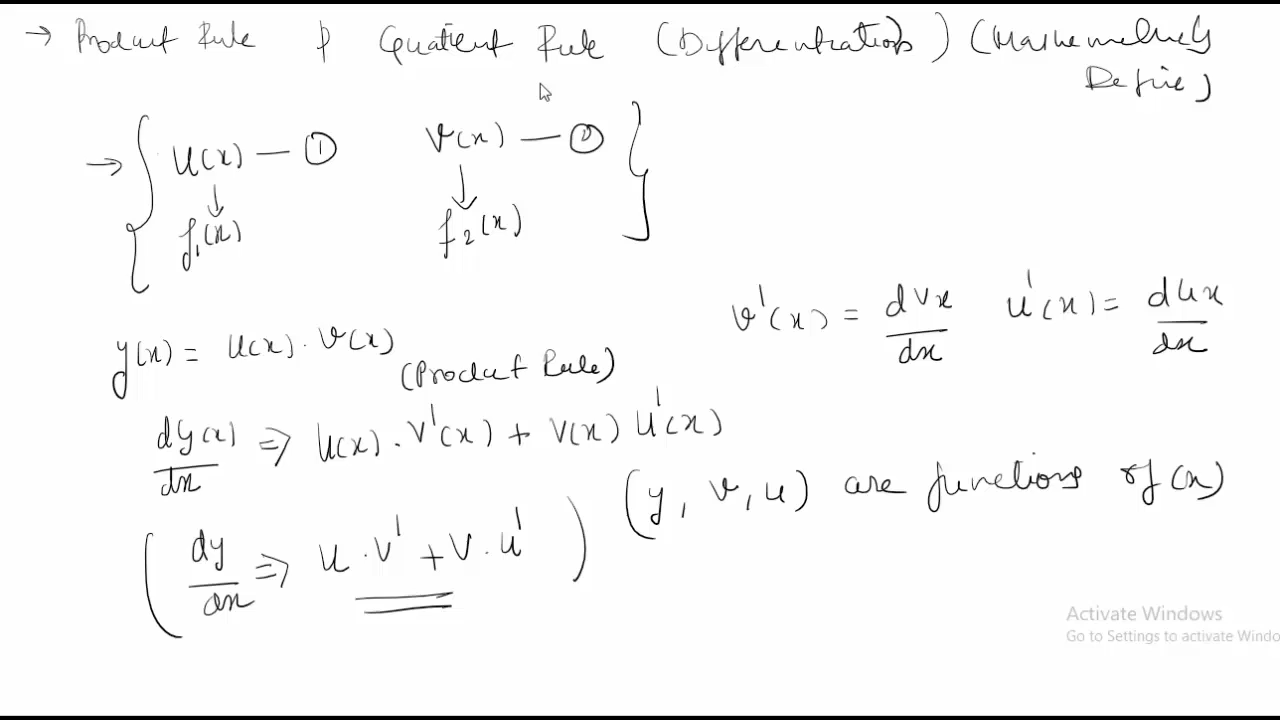 → Product Rule & Quatient Rule (Differentiation) (Mathematically
Define)
→ { u(x) — ① v(x) — ② }
↓ ↓
f₁(x) f₂(x)
v'(x) = dvx/dx u'(x) = dux/dx
y(x) = u(x) · v(x)
(Product Rule)
dy(x)/dx ⇒ u(x) · v'(x) + v(x) u'(x)
(y, v, u) are functions of (x)
( dy/dx ⇒ u · v' + v · u' )
Activate Windows
Go to Settings to activate Windo